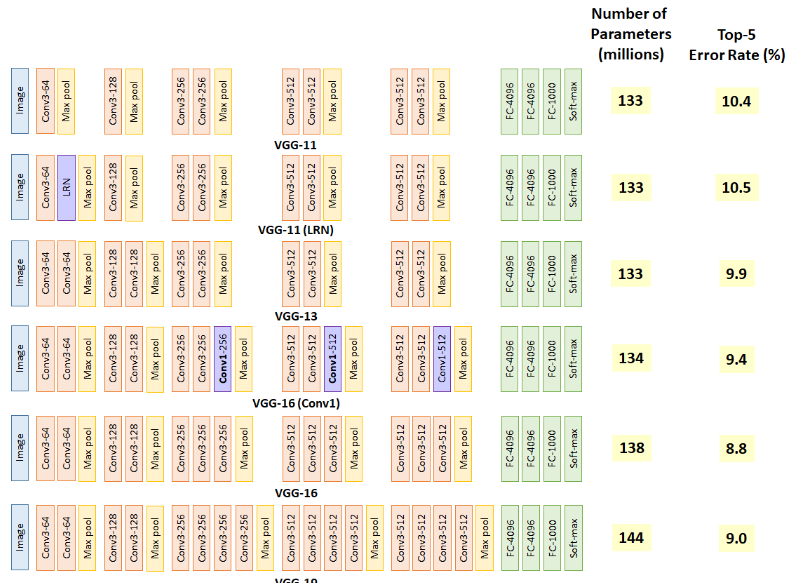 Number of
Parameters
(millions)
Top-5
Error Rate (%)
Image
Conv3-64
Max pool
Conv3-128
Max pool
Conv3-256
Conv3-256
Max pool
Conv3-512
Conv3-512
Max pool
Conv3-512
Conv3-512
Max pool
FC-4096
FC-4096
FC-1000
Soft-max
133
10.4
VGG-11
Image
Conv3-64
LRN
Max pool
Conv3-128
Max pool
Conv3-256
Conv3-256
Max pool
Conv3-512
Conv3-512
Max pool
Conv3-512
Conv3-512
Max pool
FC-4096
FC-4096
FC-1000
Soft-max
133
10.5
VGG-11 (LRN)
Image
Conv3-64
Conv3-64
Max pool
Conv3-128
Conv3-128
Max pool
Conv3-256
Conv3-256
Max pool
Conv3-512
Conv3-512
Max pool
Conv3-512
Conv3-512
Max pool
FC-4096
FC-4096
FC-1000
Soft-max
133
9.9
VGG-13
Image
Conv3-64
Conv3-64
Max pool
Conv3-128
Conv3-128
Max pool
Conv3-256
Conv3-256
Conv1-256
Max pool
Conv3-512
Conv3-512
Conv1-512
Max pool
Conv3-512
Conv3-512
Conv1-512
Max pool
FC-4096
FC-4096
FC-1000
Soft-max
134
9.4
VGG-16 (Conv1)
Image
Conv3-64
Conv3-64
Max pool
Conv3-128
Conv3-128
Max pool
Conv3-256
Conv3-256
Conv3-256
Max pool
Conv3-512
Conv3-512
Conv3-512
Max pool
Conv3-512
Conv3-512
Conv3-512
Max pool
FC-4096
FC-4096
FC-1000
Soft-max
138
8.8
VGG-16
Image
Conv3-64
Conv3-64
Max pool
Conv3-128
Conv3-128
Max pool
Conv3-256
Conv3-256
Conv3-256
Conv3-256
Max pool
Conv3-512
Conv3-512
Conv3-512
Conv3-512
Max pool
Conv3-512
Conv3-512
Conv3-512
Conv3-512
Max pool
FC-4096
FC-4096
FC-1000
Soft-max
144
9.0
VGG-19